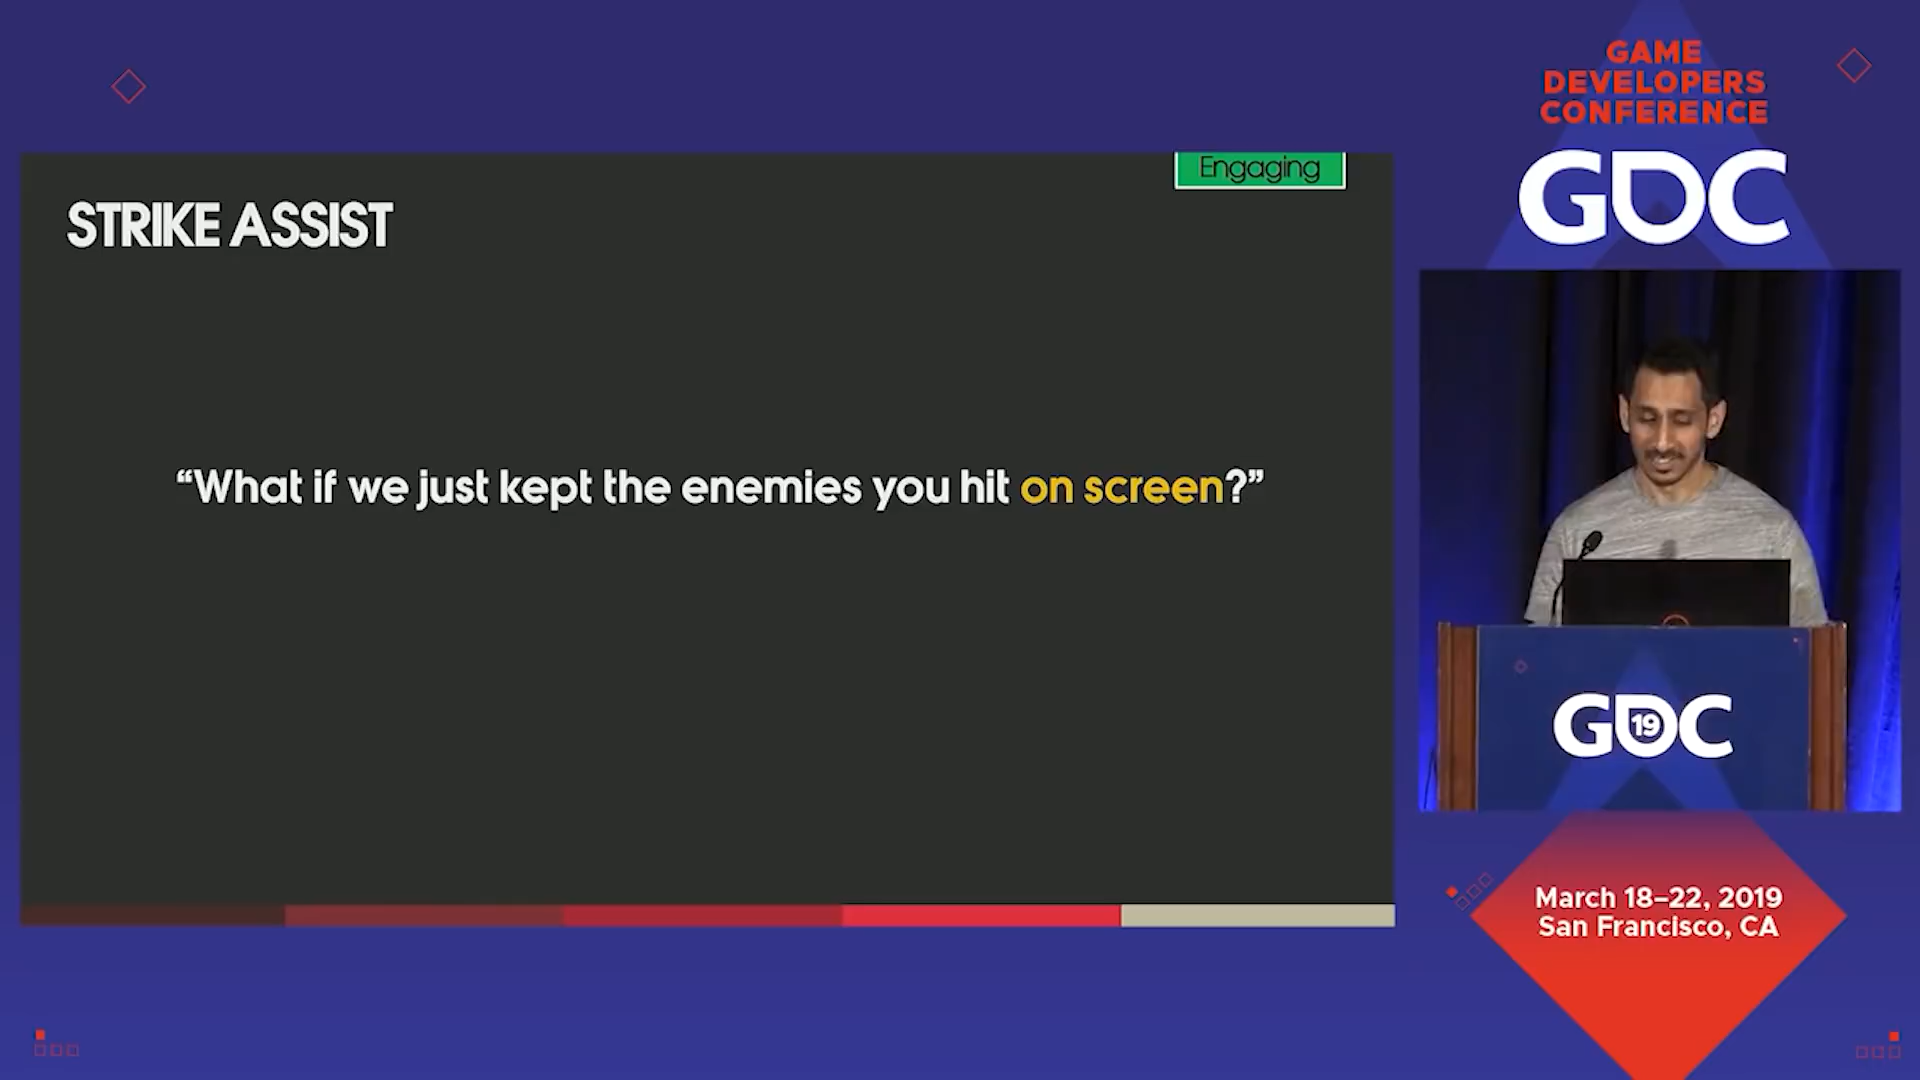 Engaging
STRIKE ASSIST
“What if we just kept the enemies you hit on screen?”
GAME
DEVELOPERS
CONFERENCE
GDC
GDC
19
March 18–22, 2019
San Francisco, CA